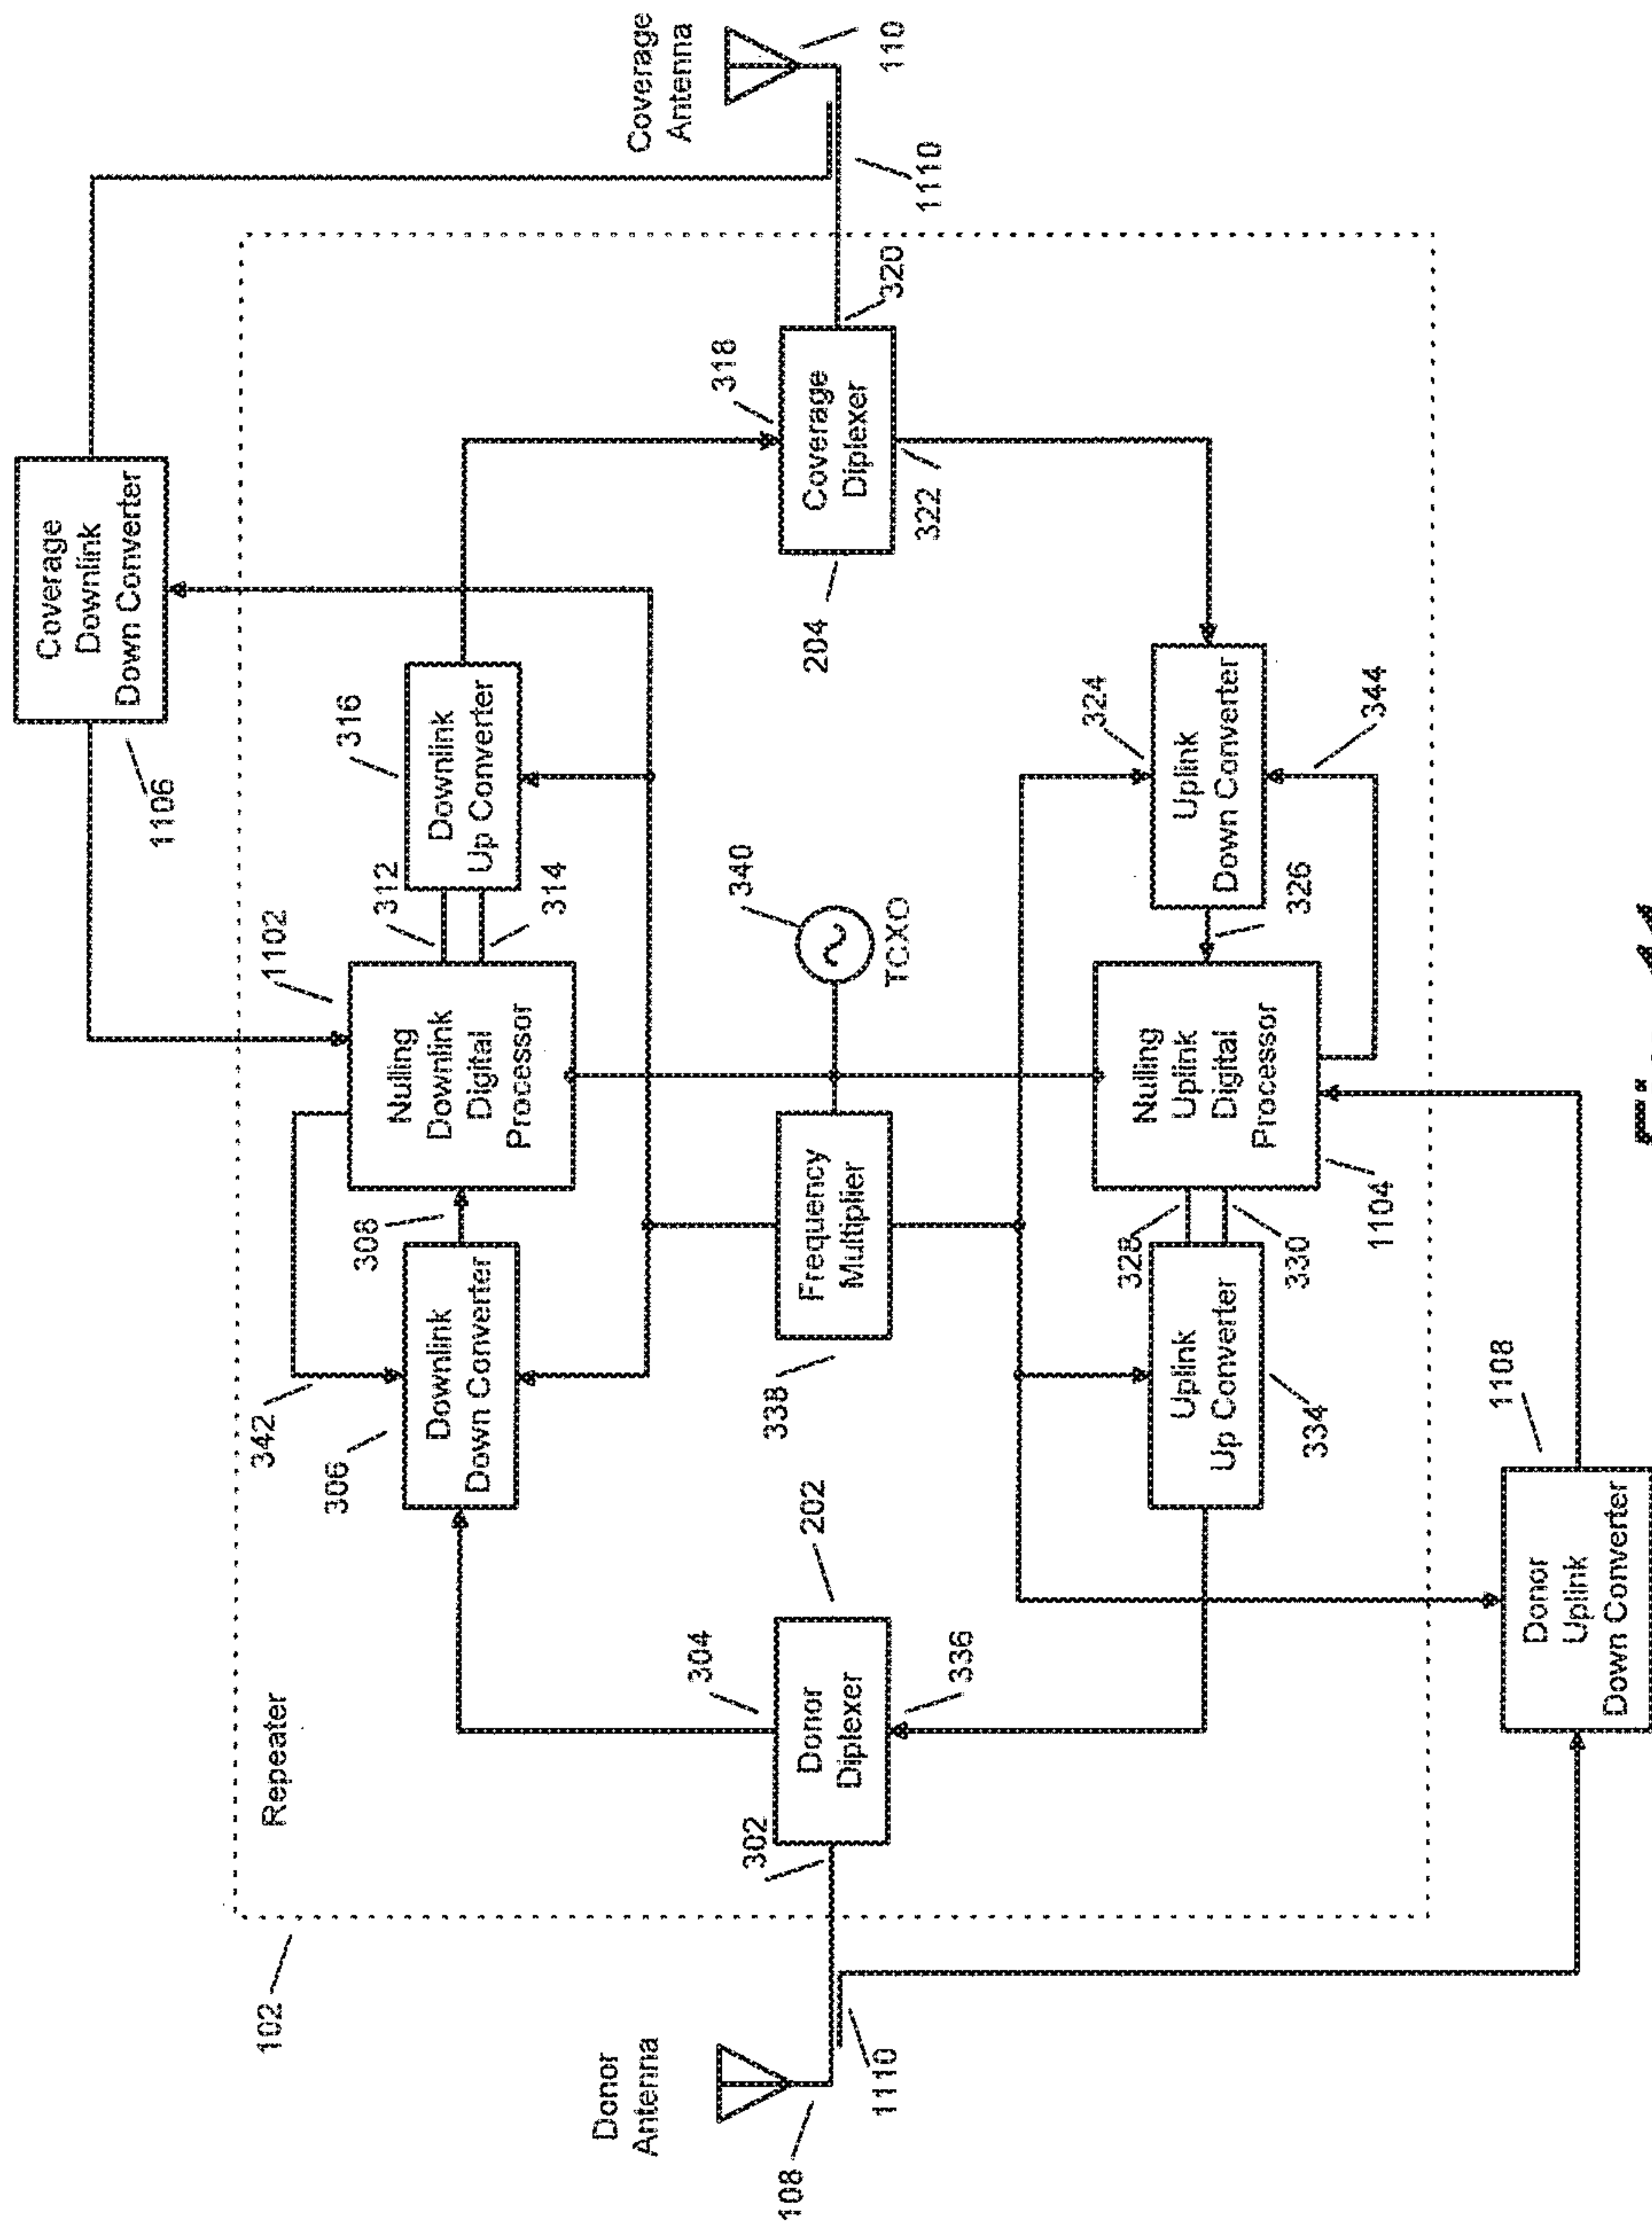 Coverage
Downlink
Down Converter
1106
102
Repeater
342
306
Downlink
Down Converter
308
1102
Nulling
Downlink
Digital
Processor
312
314
316
Downlink
Up Converter
Donor
Antenna
108
1110
302
304
Donor
Diplexer
202
336
338
Frequency
Multiplier
340
TCXO
318
Coverage
Diplexer
204
320
322
Coverage
Antenna
110
1110
Uplink
Up Converter
334
328
330
Nulling
Uplink
Digital
Processor
1104
326
324
Uplink
Down Converter
344
1108
Donor
Uplink
Down Converter